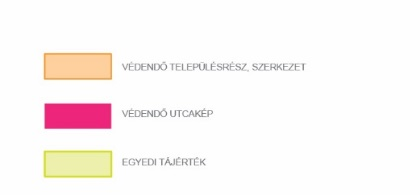 VÉDENDŐ TELEPÜLÉSRÉSZ, SZERKEZET
VÉDENDŐ UTCAKÉP
EGYEDI TÁJÉRTÉK